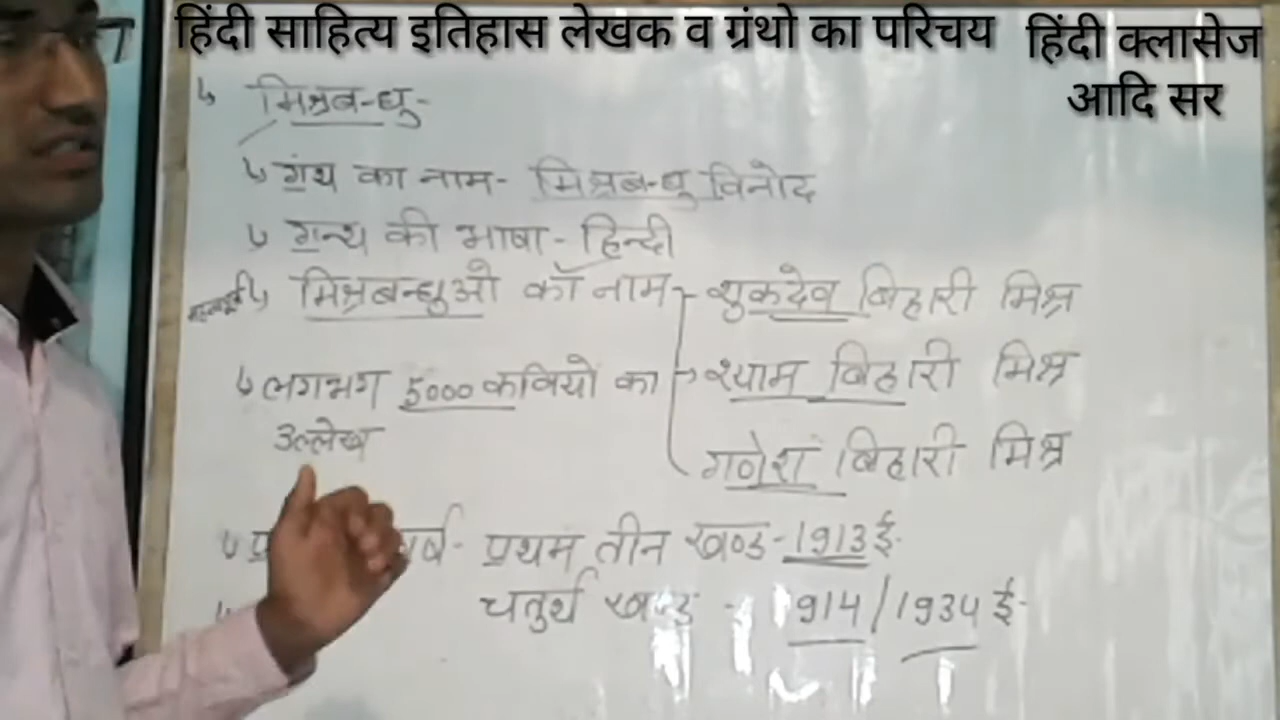 हिंदी साहित्य इतिहास लेखक व ग्रंथो का परिचय
हिंदी क्लासेज
आदि सर
मिश्रबन्धु-
ग्रंथ का नाम- मिश्रबन्धु विनोद
ग्रन्थ की भाषा- हिन्दी
मिश्रबन्धुओ का नाम
शुकदेव बिहारी मिश्र
श्याम बिहारी मिश्र
गणेश बिहारी मिश्र
लगभग 5000 कवियो का
उल्लेख
प्रथम तीन खण्ड- 1913 ई.
चतुर्थ खण्ड - 1914/1934 ई.